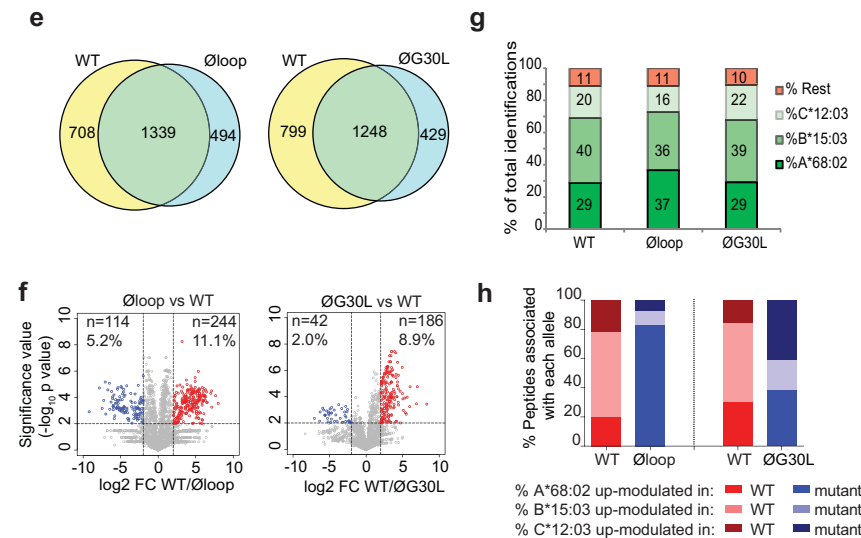 e
WT Øloop
708 1339 494
WT ØG30L
799 1248 429
g
% of total identifications
100
80
60
40
20
0
11 11 10
20 16 22
40 36 39
29 37 29
WT Øloop ØG30L
% Rest
%C*12:03
%B*15:03
%A*68:02
f
Øloop vs WT
Significance value
(-log10 p value)
10
8
6
4
2
0
n=114 n=244
5.2% 11.1%
-10 -5 0 5 10
log2 FC WT/Øloop
ØG30L vs WT
10
8
6
4
2
0
n=42 n=186
2.0% 8.9%
-10 -5 0 5 10
log2 FC WT/ØG30L
h
% Peptides associated
with each allele
100
80
60
40
20
0
WT Øloop WT ØG30L
% A*68:02 up-modulated in: WT mutant
% B*15:03 up-modulated in: WT mutant
% C*12:03 up-modulated in: WT mutant